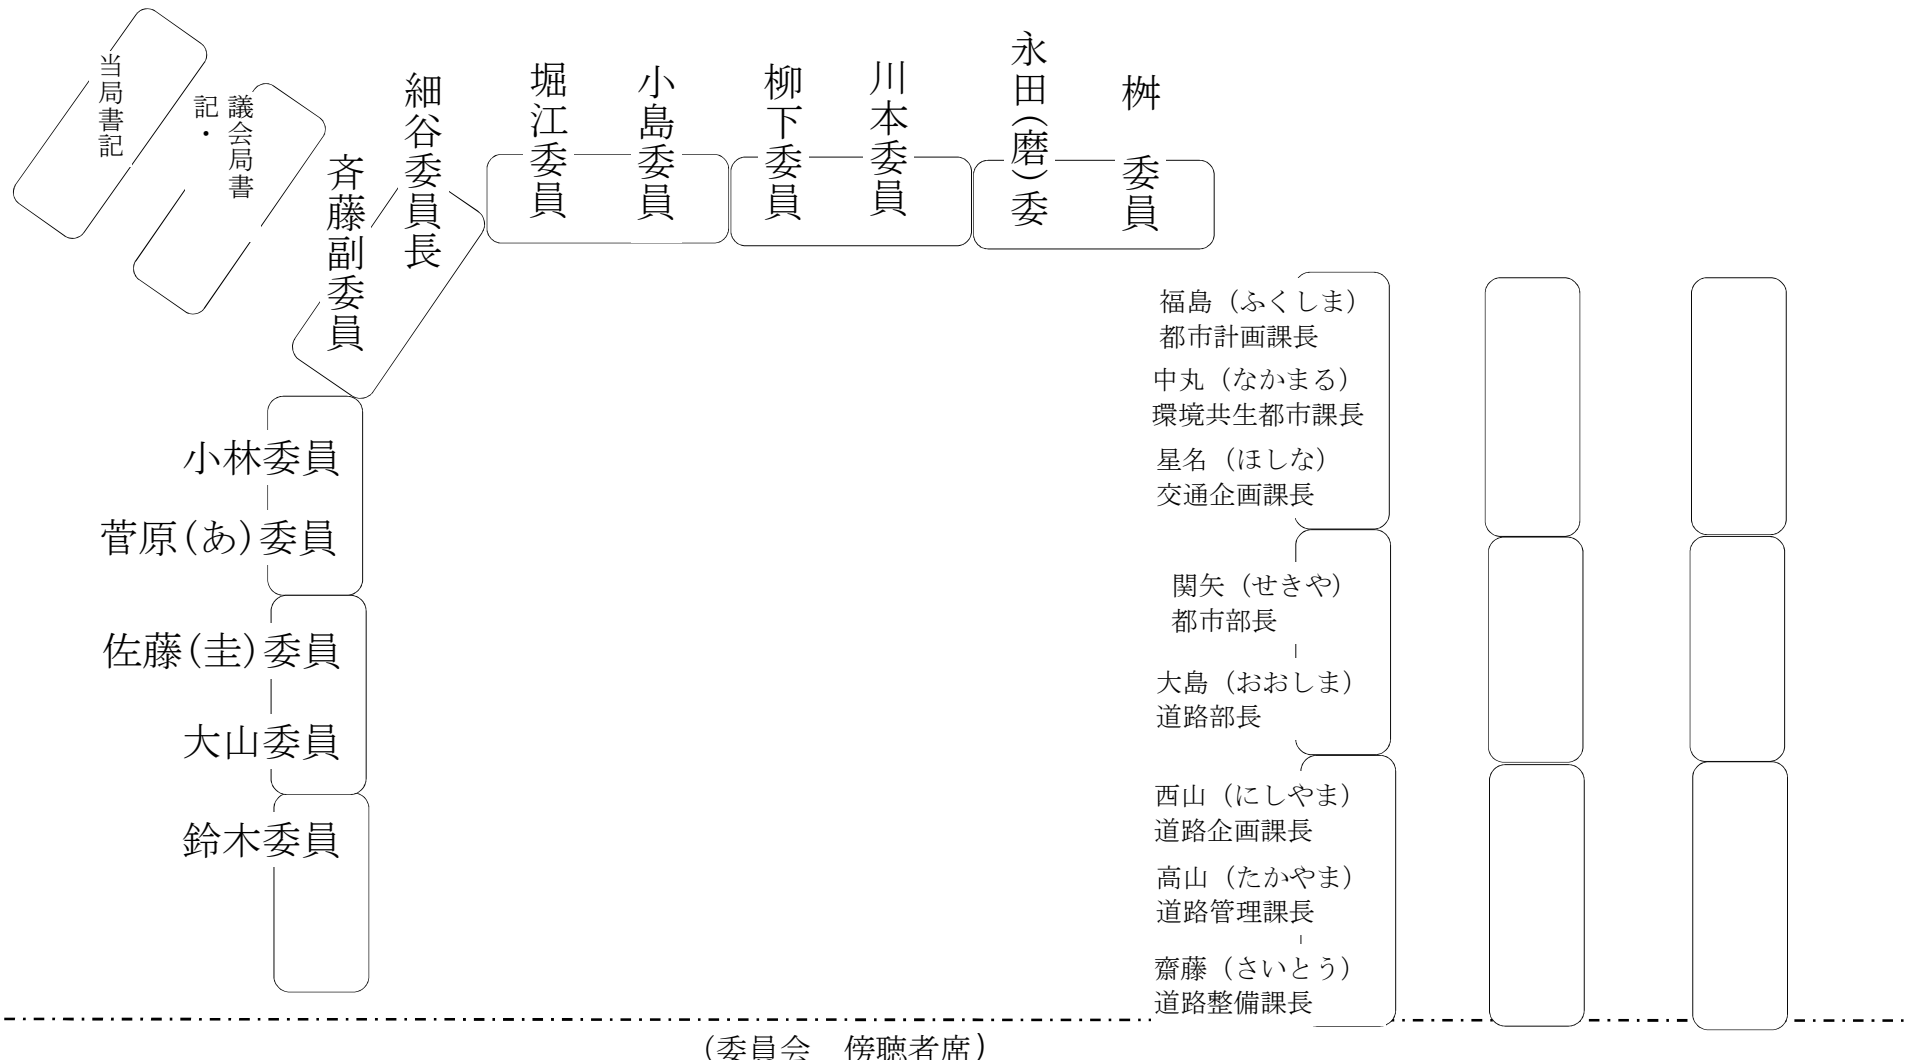 当局書記
議会局書
記・
斉藤副委員
細谷委員長
堀江委員
小島委員
柳下委員
川本委員
永田(磨)委
桝　委員
小林委員
菅原(あ)委員
佐藤(圭)委員
大山委員
鈴木委員
福島（ふくしま）
都市計画課長
中丸（なかまる）
環境共生都市課長
星名（ほしな）
交通企画課長
関矢（せきや）
都市部長
大島（おおしま）
道路部長
西山（にしやま）
道路企画課長
高山（たかやま）
道路管理課長
齋藤（さいとう）
道路整備課長
（委員会　傍聴者席）